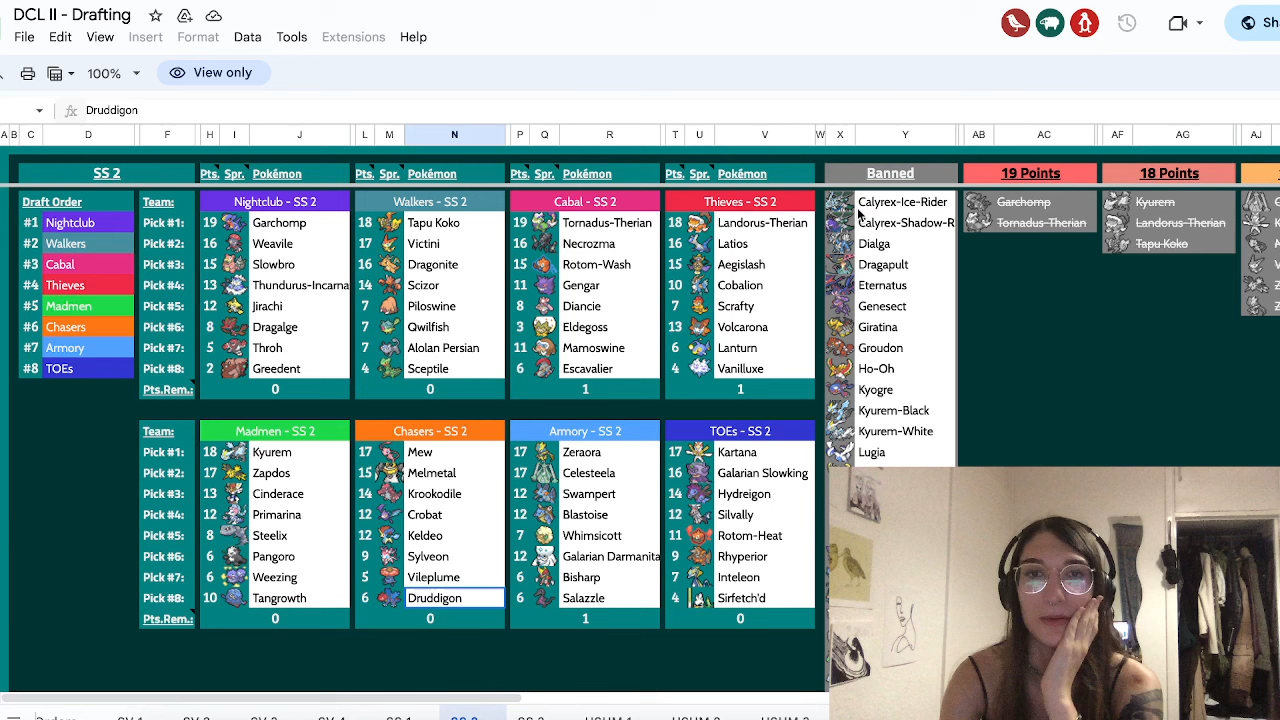 DCL II - Drafting
File Edit View Insert Format Data Tools Extensions Help
100% View only
Druddigon
A B C D F H I J L M N P Q R T U V W X Y AB AC AF AG AJ
SS 2 Pts. Spr. Pokémon Pts. Spr. Pokémon Pts. Spr. Pokémon Pts. Spr. Pokémon Banned 19 Points 18 Points
Draft Order Team: Nightclub - SS 2 Walkers - SS 2 Cabal - SS 2 Thieves - SS 2 Calyrex-Ice-Rider Garchomp Kyurem
#1 Nightclub Pick #1: 19 Garchomp 18 Tapu Koko 19 Tornadus-Therian 18 Landorus-Therian Calyrex-Shadow-R Tornadus-Therian Landorus-Therian
#2 Walkers Pick #2: 16 Weavile 17 Victini 16 Necrozma 16 Latios Dialga Tapu Koko
#3 Cabal Pick #3: 15 Slowbro 16 Dragonite 15 Rotom-Wash 15 Aegislash Dragapult
#4 Thieves Pick #4: 13 Thundurus-Incarna 14 Scizor 11 Gengar 10 Cobalion Eternatus
#5 Madmen Pick #5: 12 Jirachi 7 Piloswine 8 Diancie 7 Scrafty Genesect
#6 Chasers Pick #6: 8 Dragalge 7 Qwilfish 3 Eldegoss 13 Volcarona Giratina
#7 Armory Pick #7: 5 Throh 7 Alolan Persian 11 Mamoswine 6 Lanturn Groudon
#8 TOEs Pick #8: 2 Greedent 4 Sceptile 6 Escavalier 4 Vanilluxe Ho-Oh
Pts.Rem.: 0 0 1 1 Kyogre
Kyurem-Black
Team: Madmen - SS 2 Chasers - SS 2 Armory - SS 2 TOEs - SS 2 Kyurem-White
Pick #1: 18 Kyurem 17 Mew 17 Zeraora 17 Kartana Lugia
Pick #2: 17 Zapdos 15 Melmetal 17 Celesteela 16 Galarian Slowking
Pick #3: 13 Cinderace 14 Krookodile 12 Swampert 14 Hydreigon
Pick #4: 12 Primarina 12 Crobat 12 Blastoise 12 Silvally
Pick #5: 8 Steelix 12 Keldeo 7 Whimsicott 11 Rotom-Heat
Pick #6: 6 Pangoro 9 Sylveon 12 Galarian Darmanita 9 Rhyperior
Pick #7: 6 Weezing 5 Vileplume 6 Bisharp 7 Inteleon
Pick #8: 10 Tangrowth 6 Druddigon 6 Salazzle 4 Sirfetch'd
Pts.Rem.: 0 0 1 0